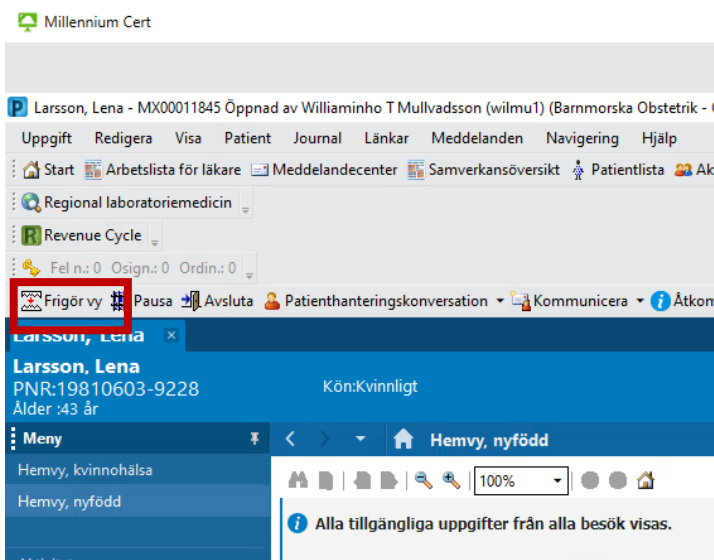 Millennium Cert
Larsson, Lena - MX00011845 Öppnad av Williaminho T Mullvadsson (wilmu1) (Barnmorska Obstetrik -
Uppgift Redigera Visa Patient Journal Länkar Meddelanden Navigering Hjälp
Start Arbetslista för läkare Meddelandecenter Samverkansöversikt Patientlista Ak
Regional laboratoriemedicin
Revenue Cycle
Fel n.: 0 Osign.: 0 Ordin.: 0
Frigör vy Pausa Avsluta Patienthanteringskonversation Kommunicera Åtkom
Larsson, Lena ×
Larsson, Lena
PNR:19810603-9228 Kön:Kvinnligt
Ålder :43 år
Meny Hemvy, nyfödd
Hemvy, kvinnohälsa
100%
Hemvy, nyfödd
Alla tillgängliga uppgifter från alla besök visas.